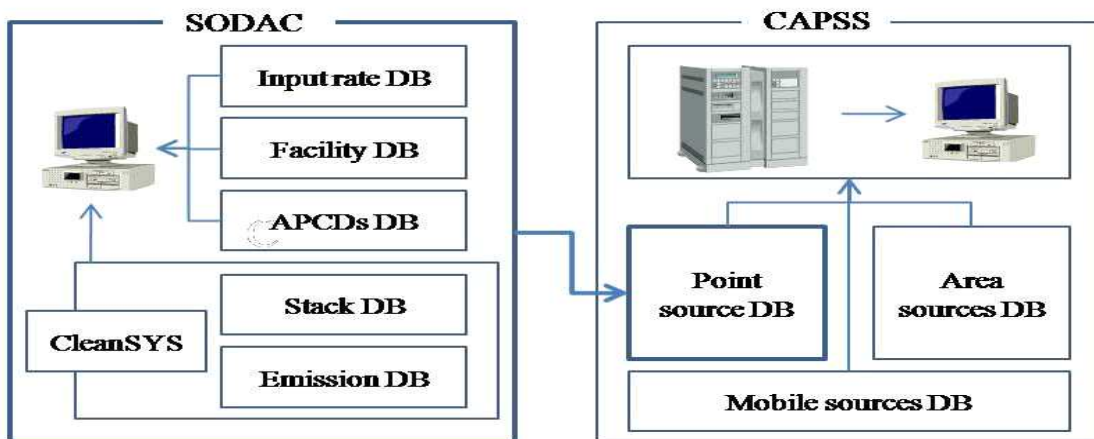 SODAC
Input rate DB
Facility DB
APCDs DB
Stack DB
CleanSYS
Emission DB
CAPSS
Point
source DB
Area
sources DB
Mobile sources DB